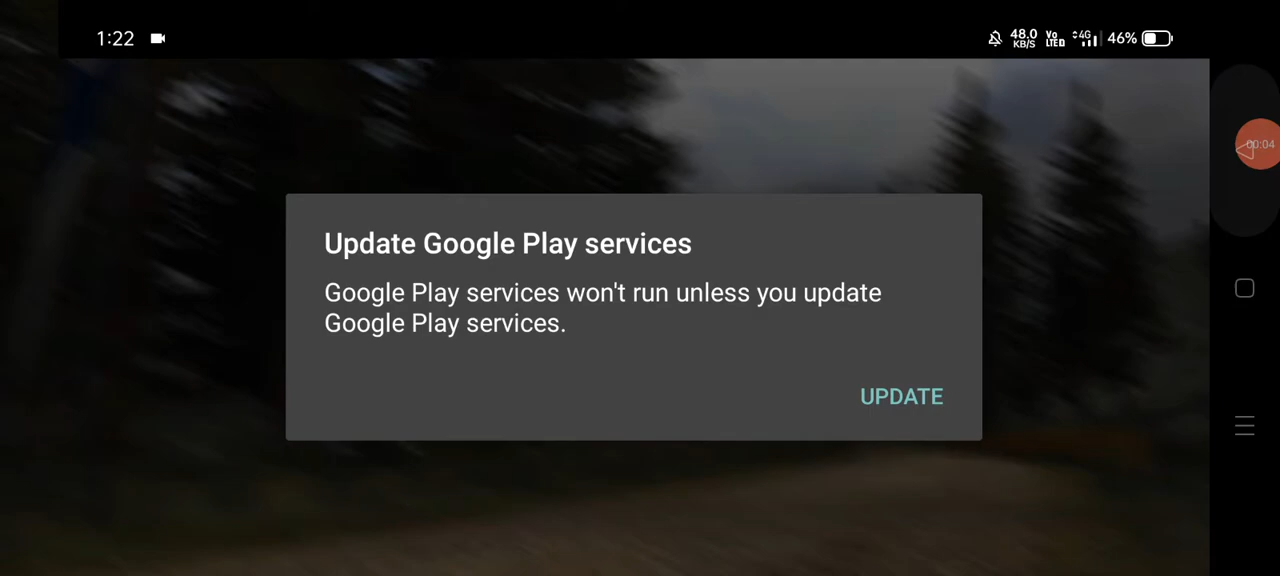 1:22
48.0 KB/S Vo LTE 4G 46%
00:04
Update Google Play services
Google Play services won't run unless you update
Google Play services.
UPDATE